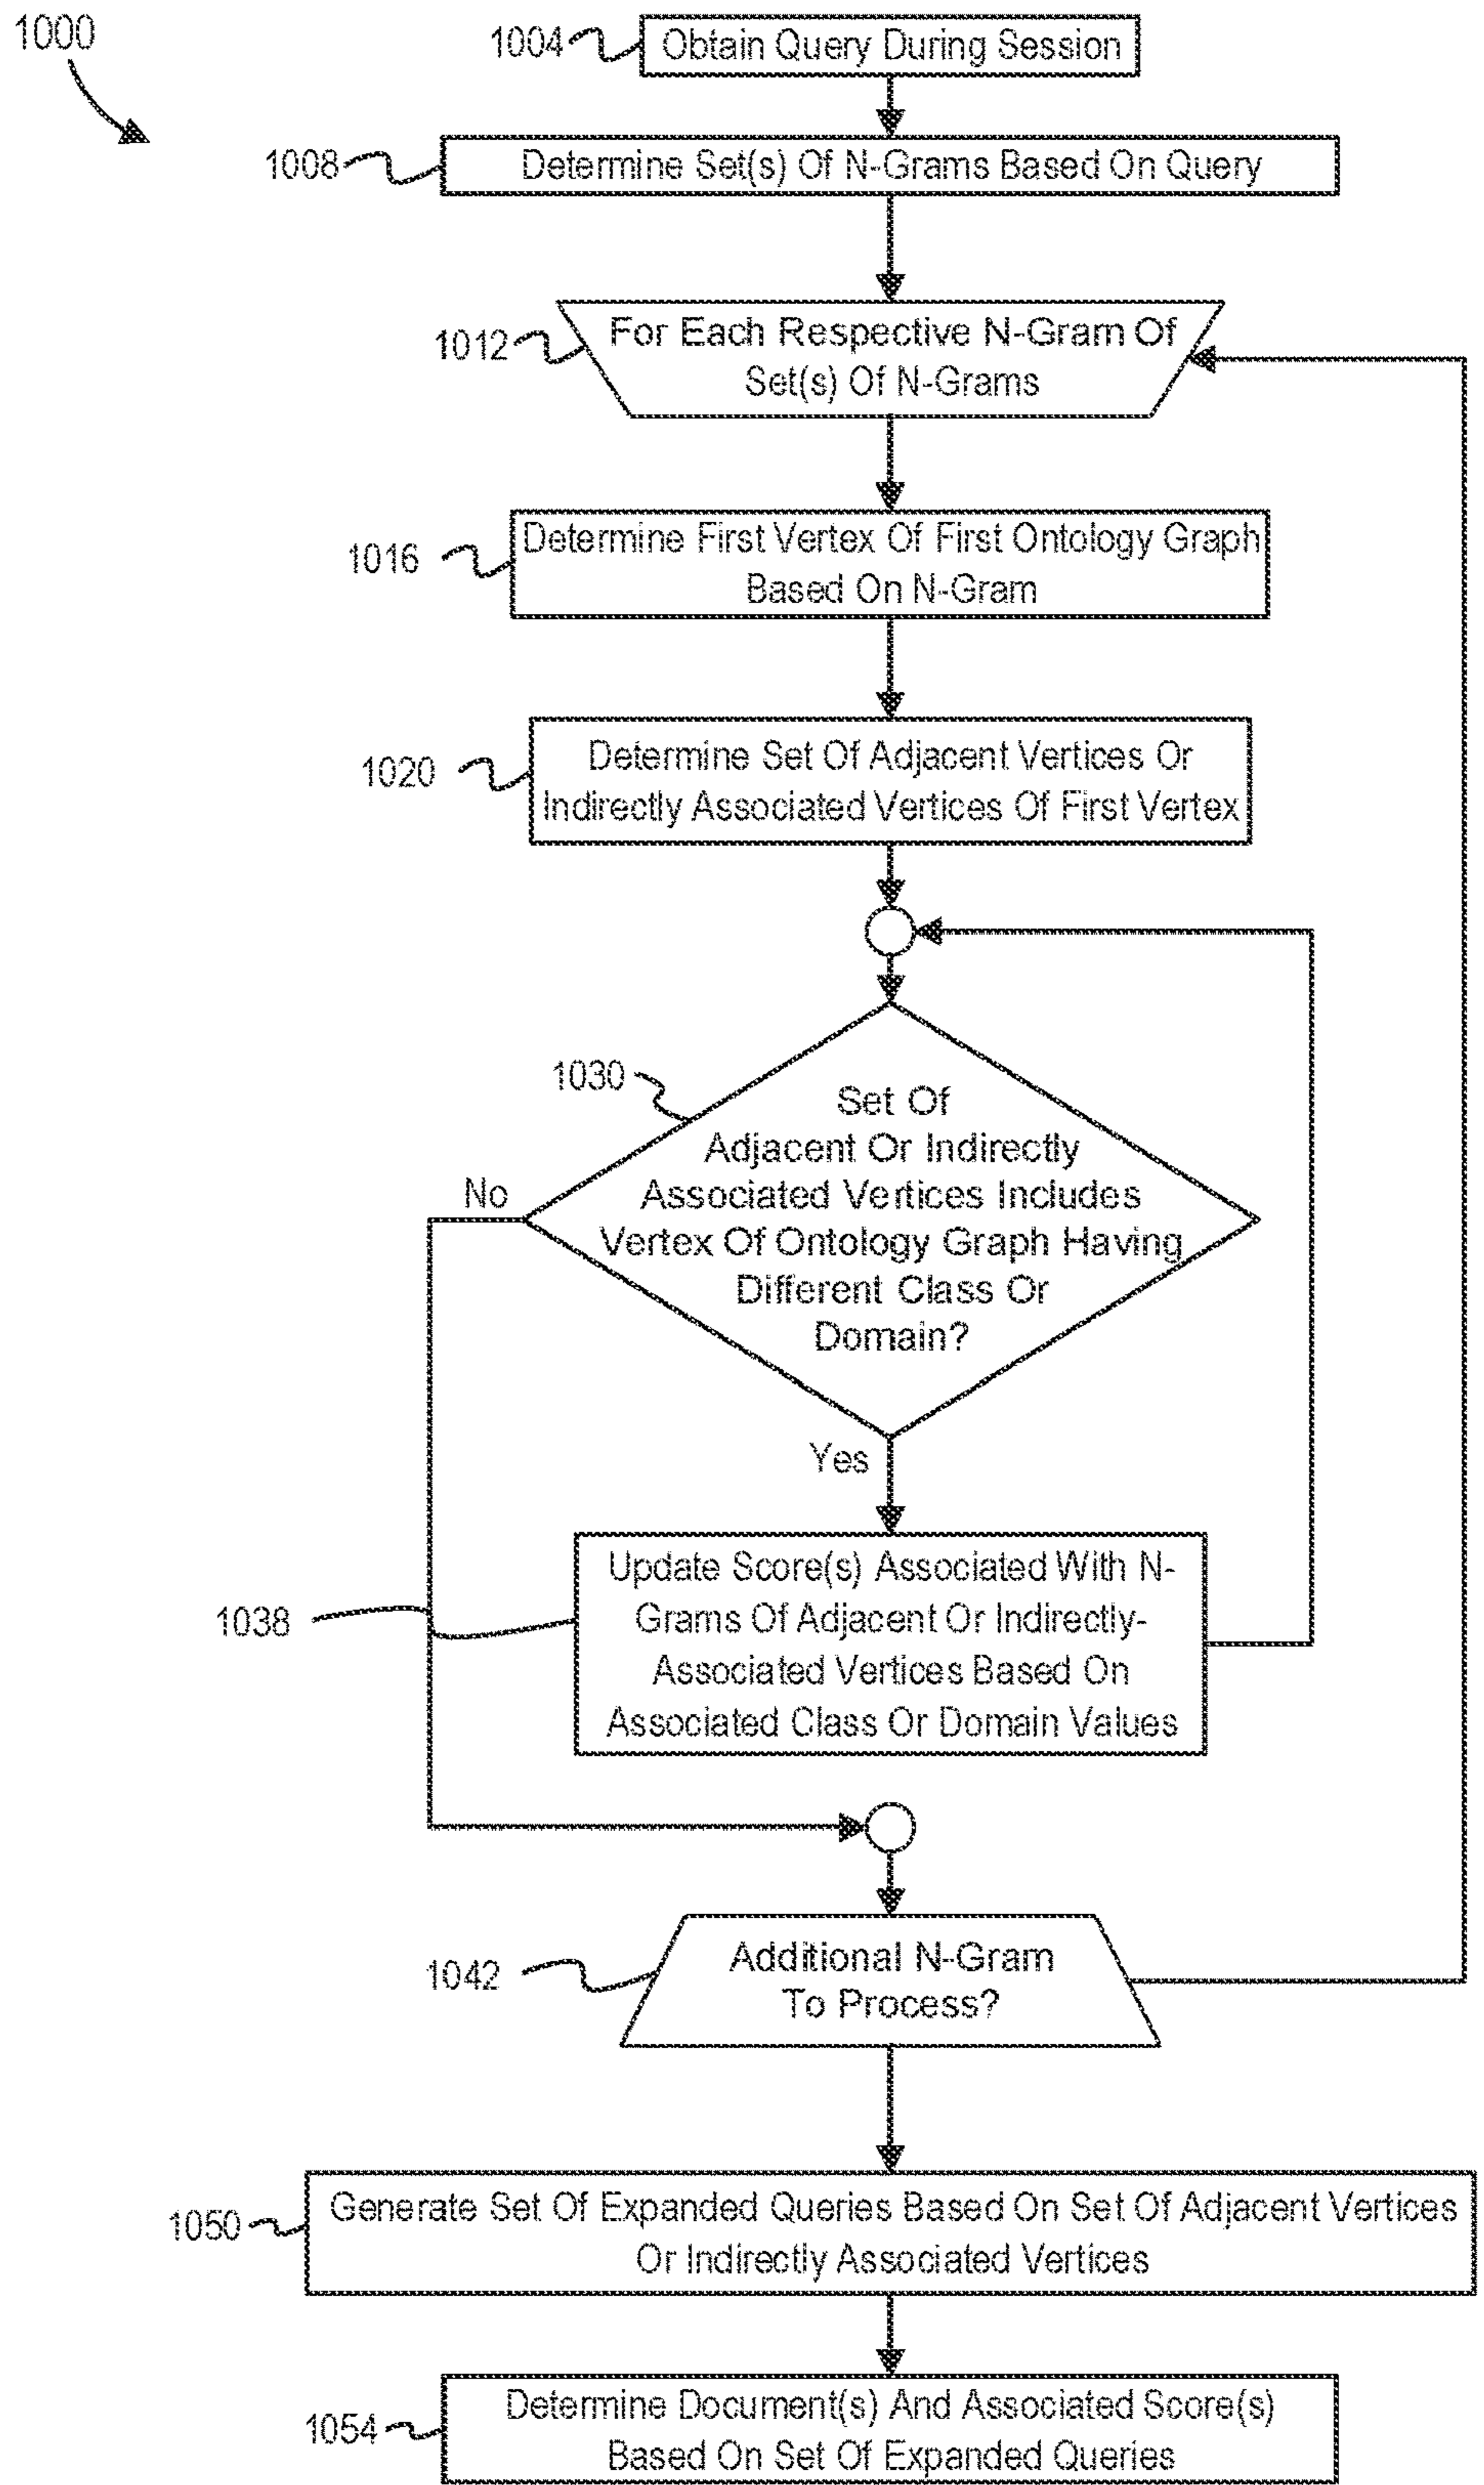 1000
1004
Obtain Query During Session
1008
Determine Set(s) Of N-Grams Based On Query
1012
For Each Respective N-Gram Of
Set(s) Of N-Grams
1016
Determine First Vertex Of First Ontology Graph
Based On N-Gram
1020
Determine Set Of Adjacent Vertices Or
Indirectly Associated Vertices Of First Vertex
1030
Set Of
Adjacent Or Indirectly
Associated Vertices Includes
Vertex Of Ontology Graph Having
Different Class Or
Domain?
No
Yes
1038
Update Score(s) Associated With N-
Grams Of Adjacent Or Indirectly-
Associated Vertices Based On
Associated Class Or Domain Values
1042
Additional N-Gram
To Process?
1050
Generate Set Of Expanded Queries Based On Set Of Adjacent Vertices
Or Indirectly Associated Vertices
1054
Determine Document(s) And Associated Score(s)
Based On Set Of Expanded Queries